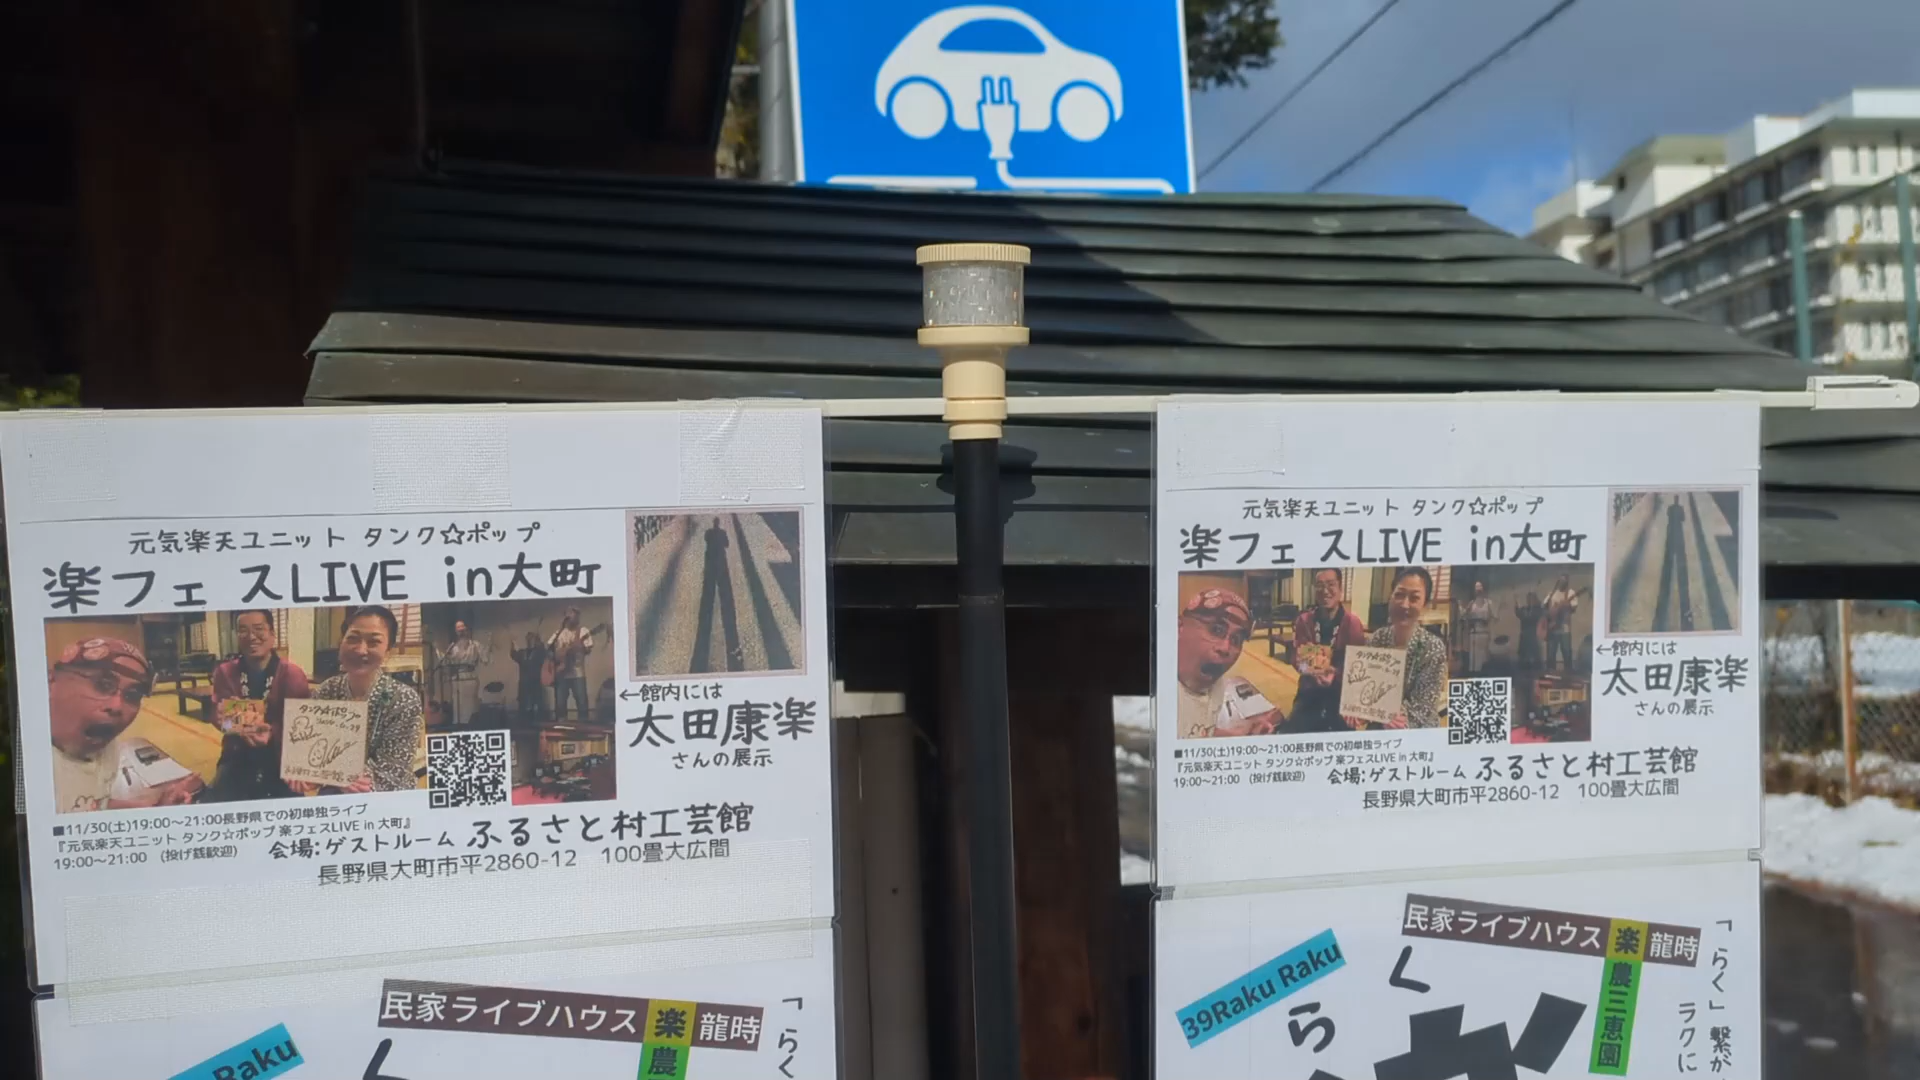 元気楽天ユニット タンク☆ポップ
楽フェスLIVE in大町
←館内には
太田康楽
さんの展示
■11/30(土)19:00〜21:00長野県での初単独ライブ
『元気楽天ユニット タンク☆ポップ 楽フェスLIVE in 大町』
19:00〜21:00 (投げ銭歓迎)
会場:ゲストルーム ふるさと村工芸館
長野県大町市平2860-12 100畳大広間
民家ライブハウス 楽 龍時
農
Raku
「らく
元気楽天ユニット タンク☆ポップ
楽フェスLIVE in大町
←館内には
太田康楽
さんの展示
■11/30(土)19:00〜21:00長野県での初単独ライブ
『元気楽天ユニット タンク☆ポップ 楽フェスLIVE in 大町』
19:00〜21:00 (投げ銭歓迎)
会場:ゲストルーム ふるさと村工芸館
長野県大町市平2860-12 100畳大広間
民家ライブハウス 楽 龍時
農三恵園
39Raku Raku
らく
「らく」繋が
ラクに